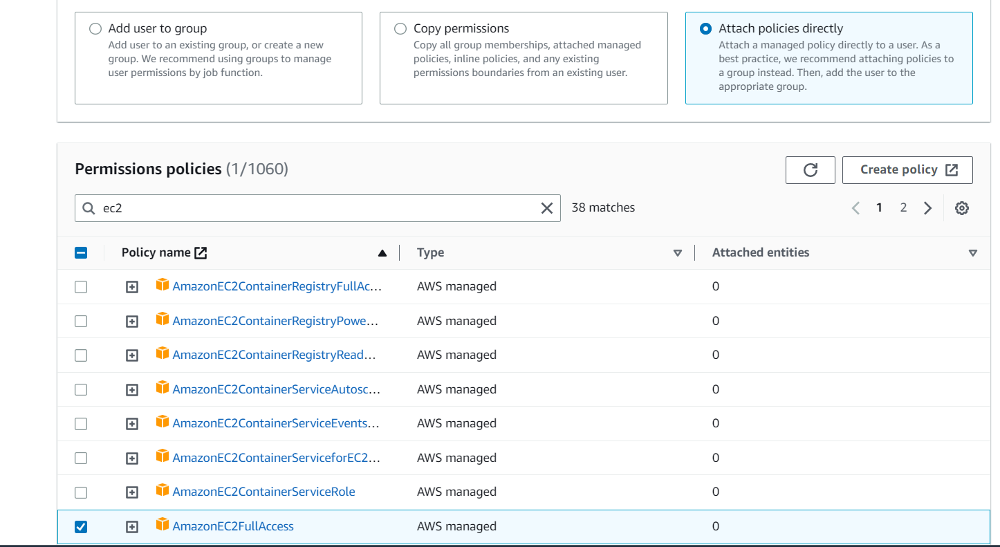 Add user to group
Add user to an existing group, or create a new
group. We recommend using groups to manage
user permissions by job function.
Copy permissions
Copy all group memberships, attached managed
policies, inline policies, and any existing
permissions boundaries from an existing user.
Attach policies directly
Attach a managed policy directly to a user. As a
best practice, we recommend attaching policies to
a group instead. Then, add the user to the
appropriate group.
Permissions policies (1/1060)
Create policy
ec2
38 matches
1 2
Policy name Type Attached entities
AmazonEC2ContainerRegistryFullAc... AWS managed 0
AmazonEC2ContainerRegistryPowe... AWS managed 0
AmazonEC2ContainerRegistryRead... AWS managed 0
AmazonEC2ContainerServiceAutosc... AWS managed 0
AmazonEC2ContainerServiceEvents... AWS managed 0
AmazonEC2ContainerServiceforEC2... AWS managed 0
AmazonEC2ContainerServiceRole AWS managed 0
AmazonEC2FullAccess AWS managed 0